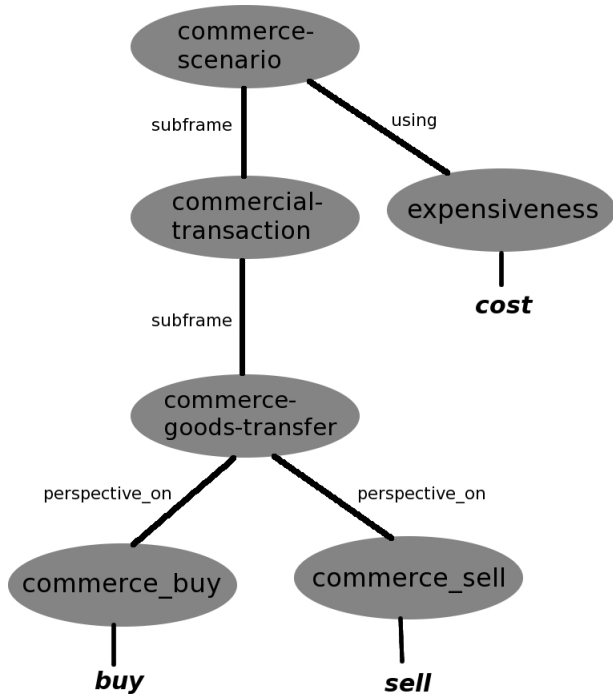 commerce-
scenario
subframe
using
commercial-
transaction
expensiveness
cost
subframe
commerce-
goods-transfer
perspective_on
perspective_on
commerce_buy
commerce_sell
buy
sell